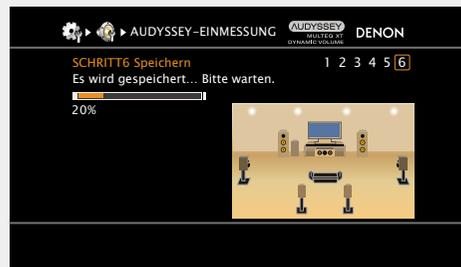 AUDYSSEY-EINMESSUNG
AUDYSSEY
MULTEQ XT
DYNAMIC VOLUME
DENON
SCHRITT6 Speichern
1 2 3 4 5 6
Es wird gespeichert... Bitte warten.
20%